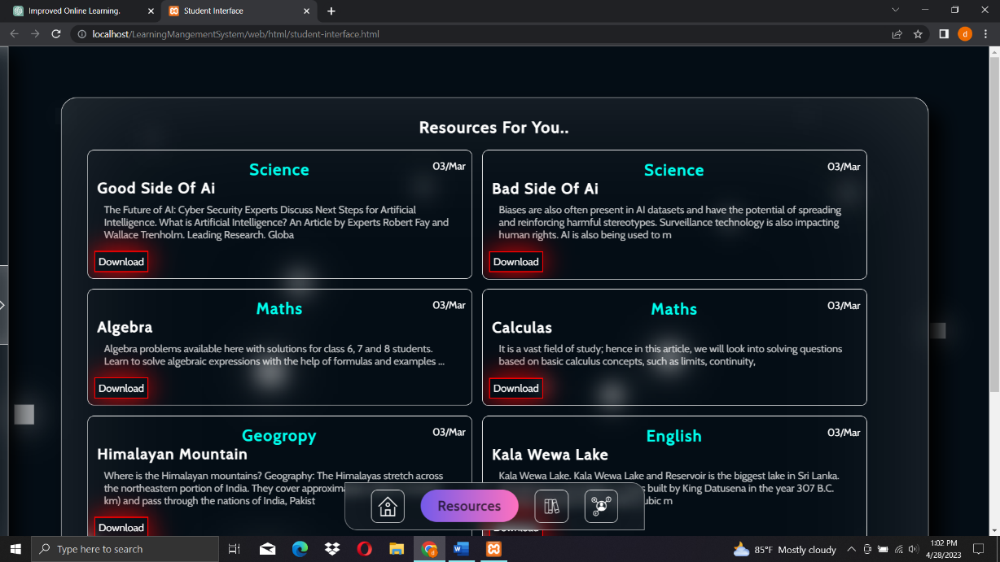 Improved Online Learning.
Student Interface
localhost/LearningMangementSystem/web/html/student-interface.html
d
Resources For You..
Science
03/Mar
Good Side Of Ai
The Future of AI: Cyber Security Experts Discuss Next Steps for Artificial
Intelligence. What is Artificial Intelligence? An Article by Experts Robert Fay and
Wallace Trenholm. Leading Research. Globa
Download
Science
03/Mar
Bad Side Of Ai
Biases are also often present in AI datasets and have the potential of spreading
and reinforcing harmful stereotypes. Surveillance technology is also impacting
human rights. AI is also being used to m
Download
Maths
03/Mar
Algebra
Algebra problems available here with solutions for class 6, 7 and 8 students.
Learn to solve algebraic expressions with the help of formulas and examples ...
Download
Maths
03/Mar
Calculas
It is a vast field of study; hence in this article, we will look into solving questions
based on basic calculus concepts, such as limits, continuity,
Download
Geogropy
03/Mar
Himalayan Mountain
Where is the Himalayan mountains? Geography: The Himalayas stretch across
the northeastern portion of India. They cover
km) and pass through the nations of India, Pakist
Download
English
03/Mar
Kala Wewa Lake
Kala Wewa Lake. Kala Wewa Lake and Reservoir is the biggest lake in Sri Lanka.
built by King Datusena in the year 307 B.C.
m
Resources
Type here to search
85°F Mostly cloudy
1:02 PM
4/28/2023